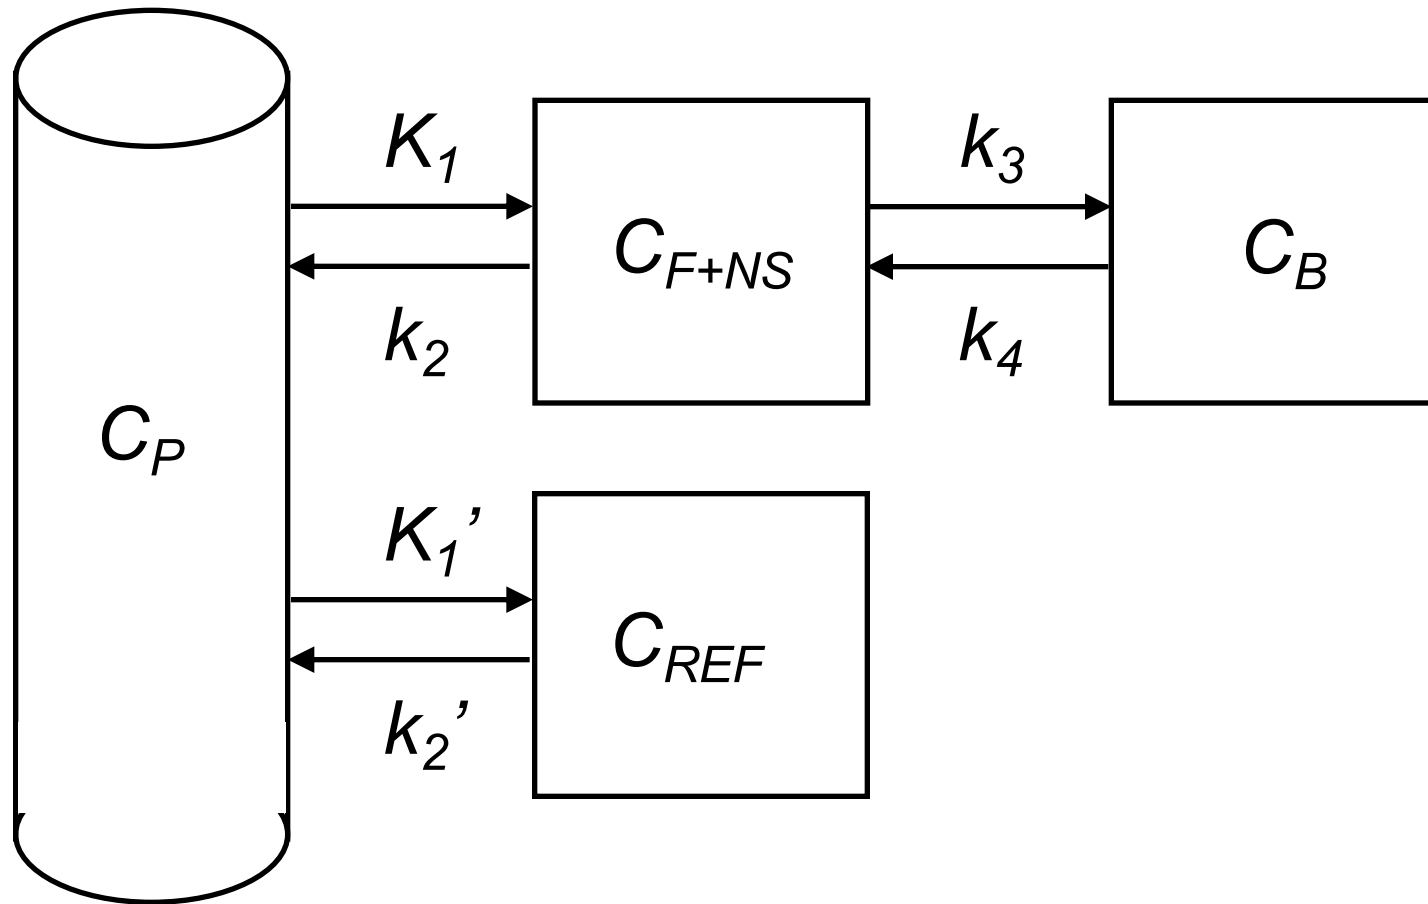 K₁
k₃
C_F+NS
C_B
k₂
k₄
C_P
K₁’
C_REF
k₂’